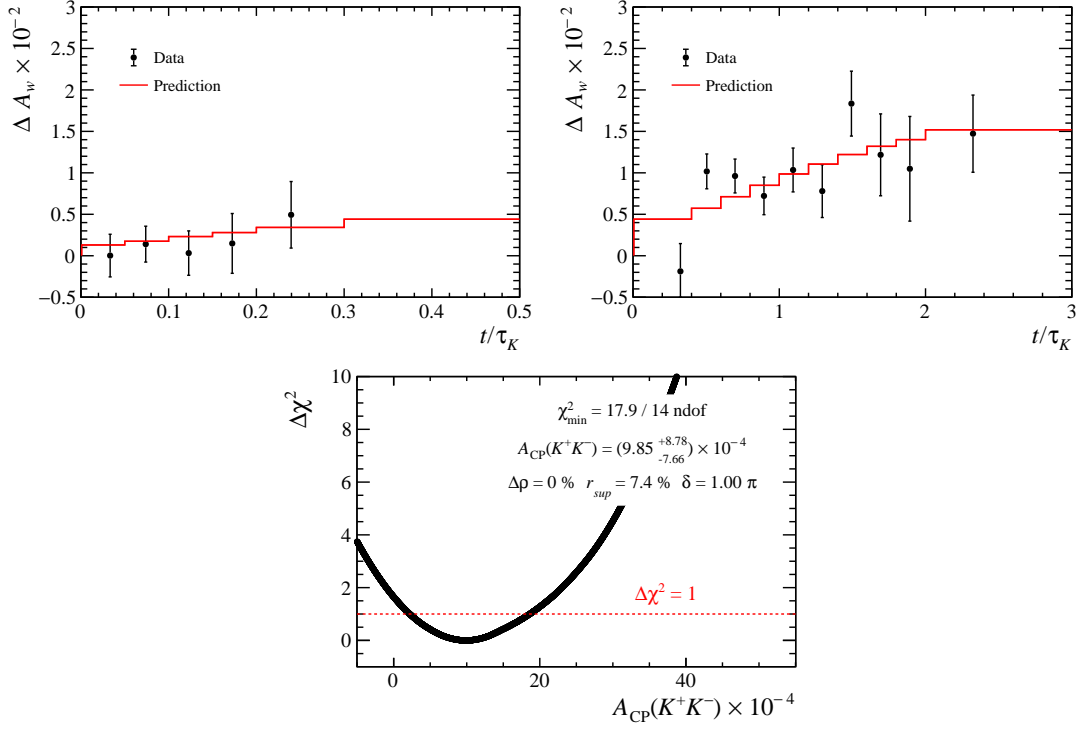 Δ A_w × 10⁻²
3
2.5
2
1.5
1
0.5
0
−0.5
Data
Prediction
0 0.1 0.2 0.3 0.4 0.5
t/τ_K
Δ A_w × 10⁻²
3
2.5
2
1.5
1
0.5
0
−0.5
Data
Prediction
0 1 2 3
t/τ_K
Δχ²
10
8
6
4
2
0
χ²_min = 17.9 / 14 ndof
A_CP(K⁺K⁻) = (9.85 +8.78 -7.66) × 10⁻⁴
Δρ = 0 % r_sup = 7.4 % δ = 1.00 π
Δχ² = 1
0 20 40
A_CP(K⁺K⁻) × 10⁻⁴